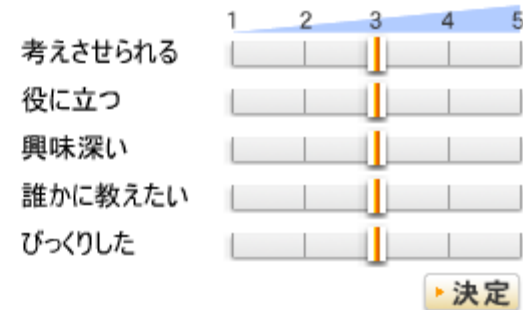 1 2 3 4 5
考えさせられる
役に立つ
興味深い
誰かに教えたい
びっくりした
決定